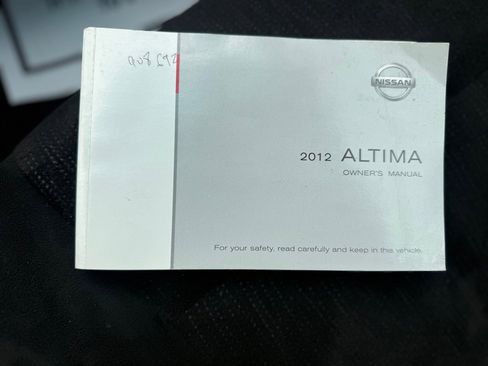 NISSAN
2012 ALTIMA
OWNER'S MANUAL
For your safety, read carefully and keep in this vehicle.